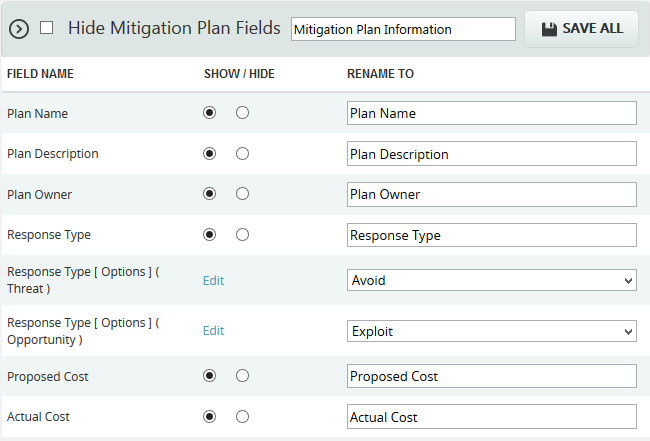 Hide Mitigation Plan Fields Mitigation Plan Information SAVE ALL
FIELD NAME SHOW / HIDE RENAME TO
Plan Name Plan Name
Plan Description Plan Description
Plan Owner Plan Owner
Response Type Response Type
Response Type [ Options ] (
Threat ) Edit Avoid
Response Type [ Options ] (
Opportunity ) Edit Exploit
Proposed Cost Proposed Cost
Actual Cost Actual Cost